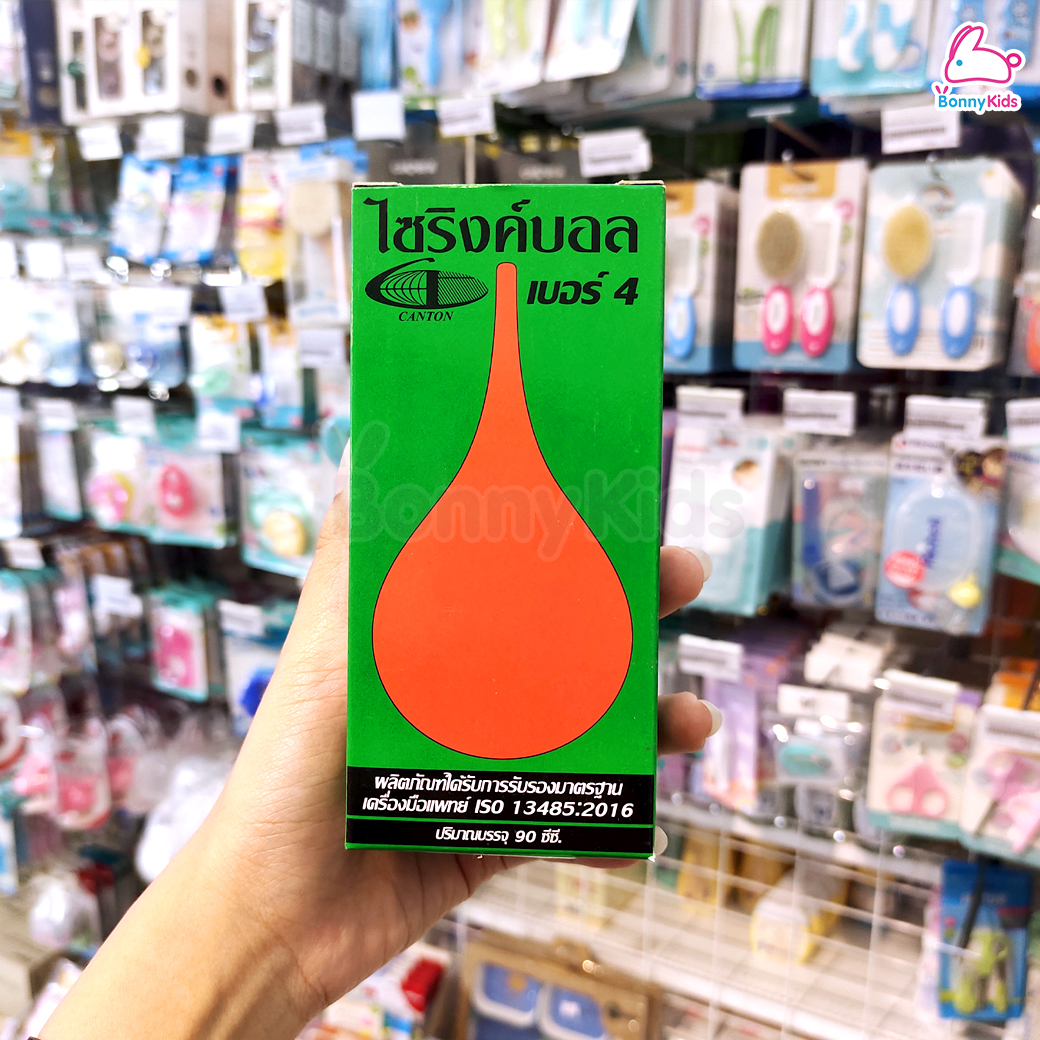 BonnyKids
ไซริงค์บอล
เบอร์ 4
CANTON
BonnyKids
ผลิตภัณฑ์ได้รับการรับรองมาตรฐาน
เครื่องมือแพทย์ ISO 13485:2016
ปริมาณบรรจุ 90 ซีซี.